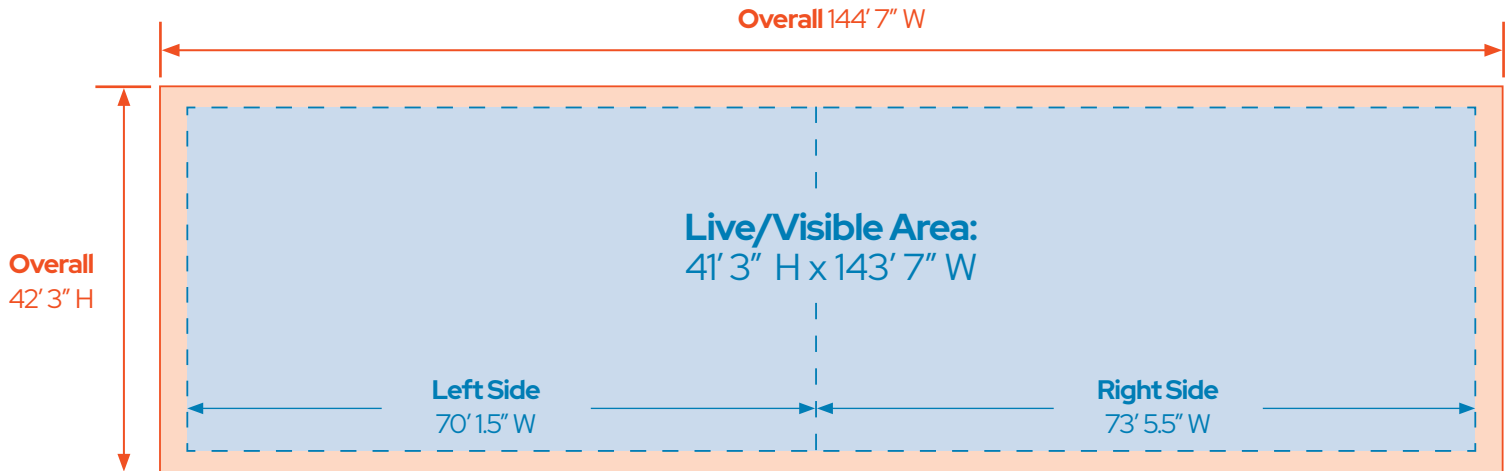 Overall 144’ 7” W
Live/Visible Area:
41’ 3” H x 143’ 7” W
Overall
42’ 3” H
Left Side
70’ 1.5” W
Right Side
73’ 5.5” W